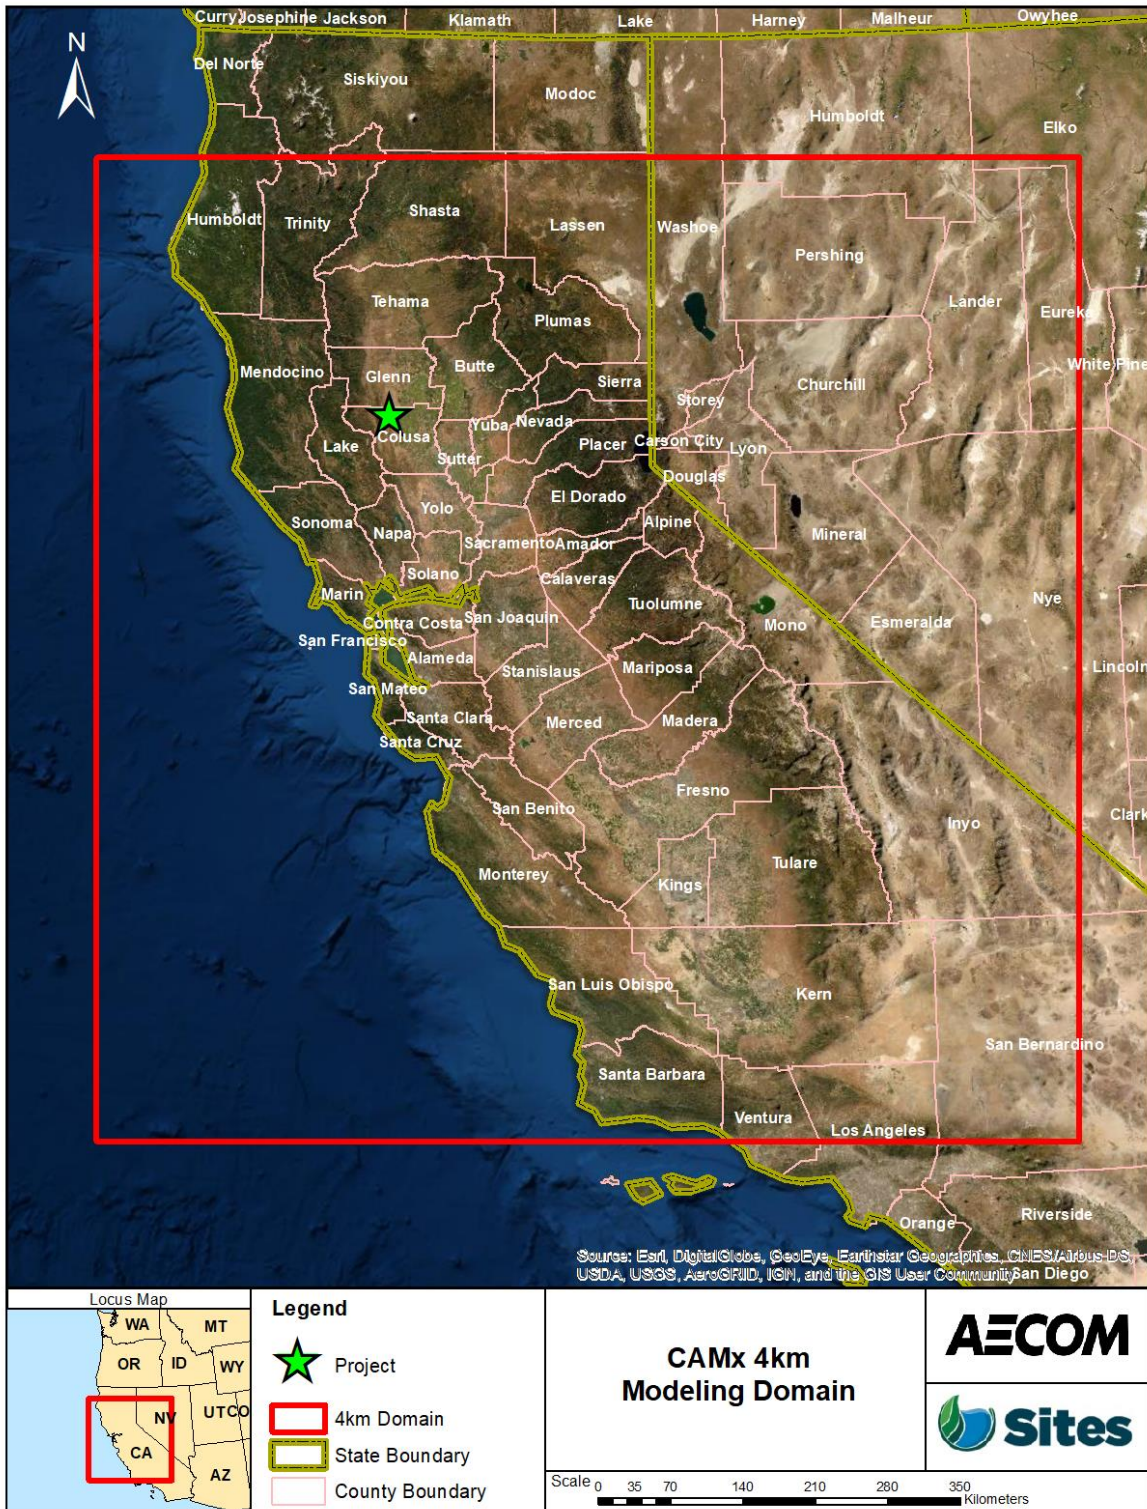 Curry Josephine Jackson Klamath Lake Harney Malheur Owyhee
N
Del Norte Siskiyou Modoc
Humboldt Elko
Humboldt Trinity Shasta Lassen Washoe
Pershing
Tehama Plumas Lander Eureka
Mendocino Glenn Butte Sierra Churchill White Pine
Storey
Colusa Yuba Nevada
Lake Sutter Placer Carson City Lyon
Douglas
El Dorado
Sonoma Yolo Alpine
Napa Sacramento Amador Mineral
Solano Calaveras
Marin Tuolumne Nye
Contra Costa San Joaquin Mono Esmeralda
San Francisco
Alameda Stanislaus Mariposa Lincoln
San Mateo
Santa Clara Merced Madera
Santa Cruz
Fresno
San Benito Inyo Clark
Monterey Kings Tulare
San Luis Obispo Kern
San Bernardino
Santa Barbara
Ventura Los Angeles
Orange Riverside
Source: Esri, DigitalGlobe, GeoEye, Earthstar Geographics, CNES/Airbus DS,
USDA, USGS, AeroGRID, IGN, and the GIS User Community
San Diego
Locus Map
WA MT
OR ID WY
NV UT CO
CA AZ
Legend
Project
4km Domain
State Boundary
County Boundary
CAMx 4km
Modeling Domain
AECOM
Sites
Scale 0 35 70 140 210 280 350
Kilometers